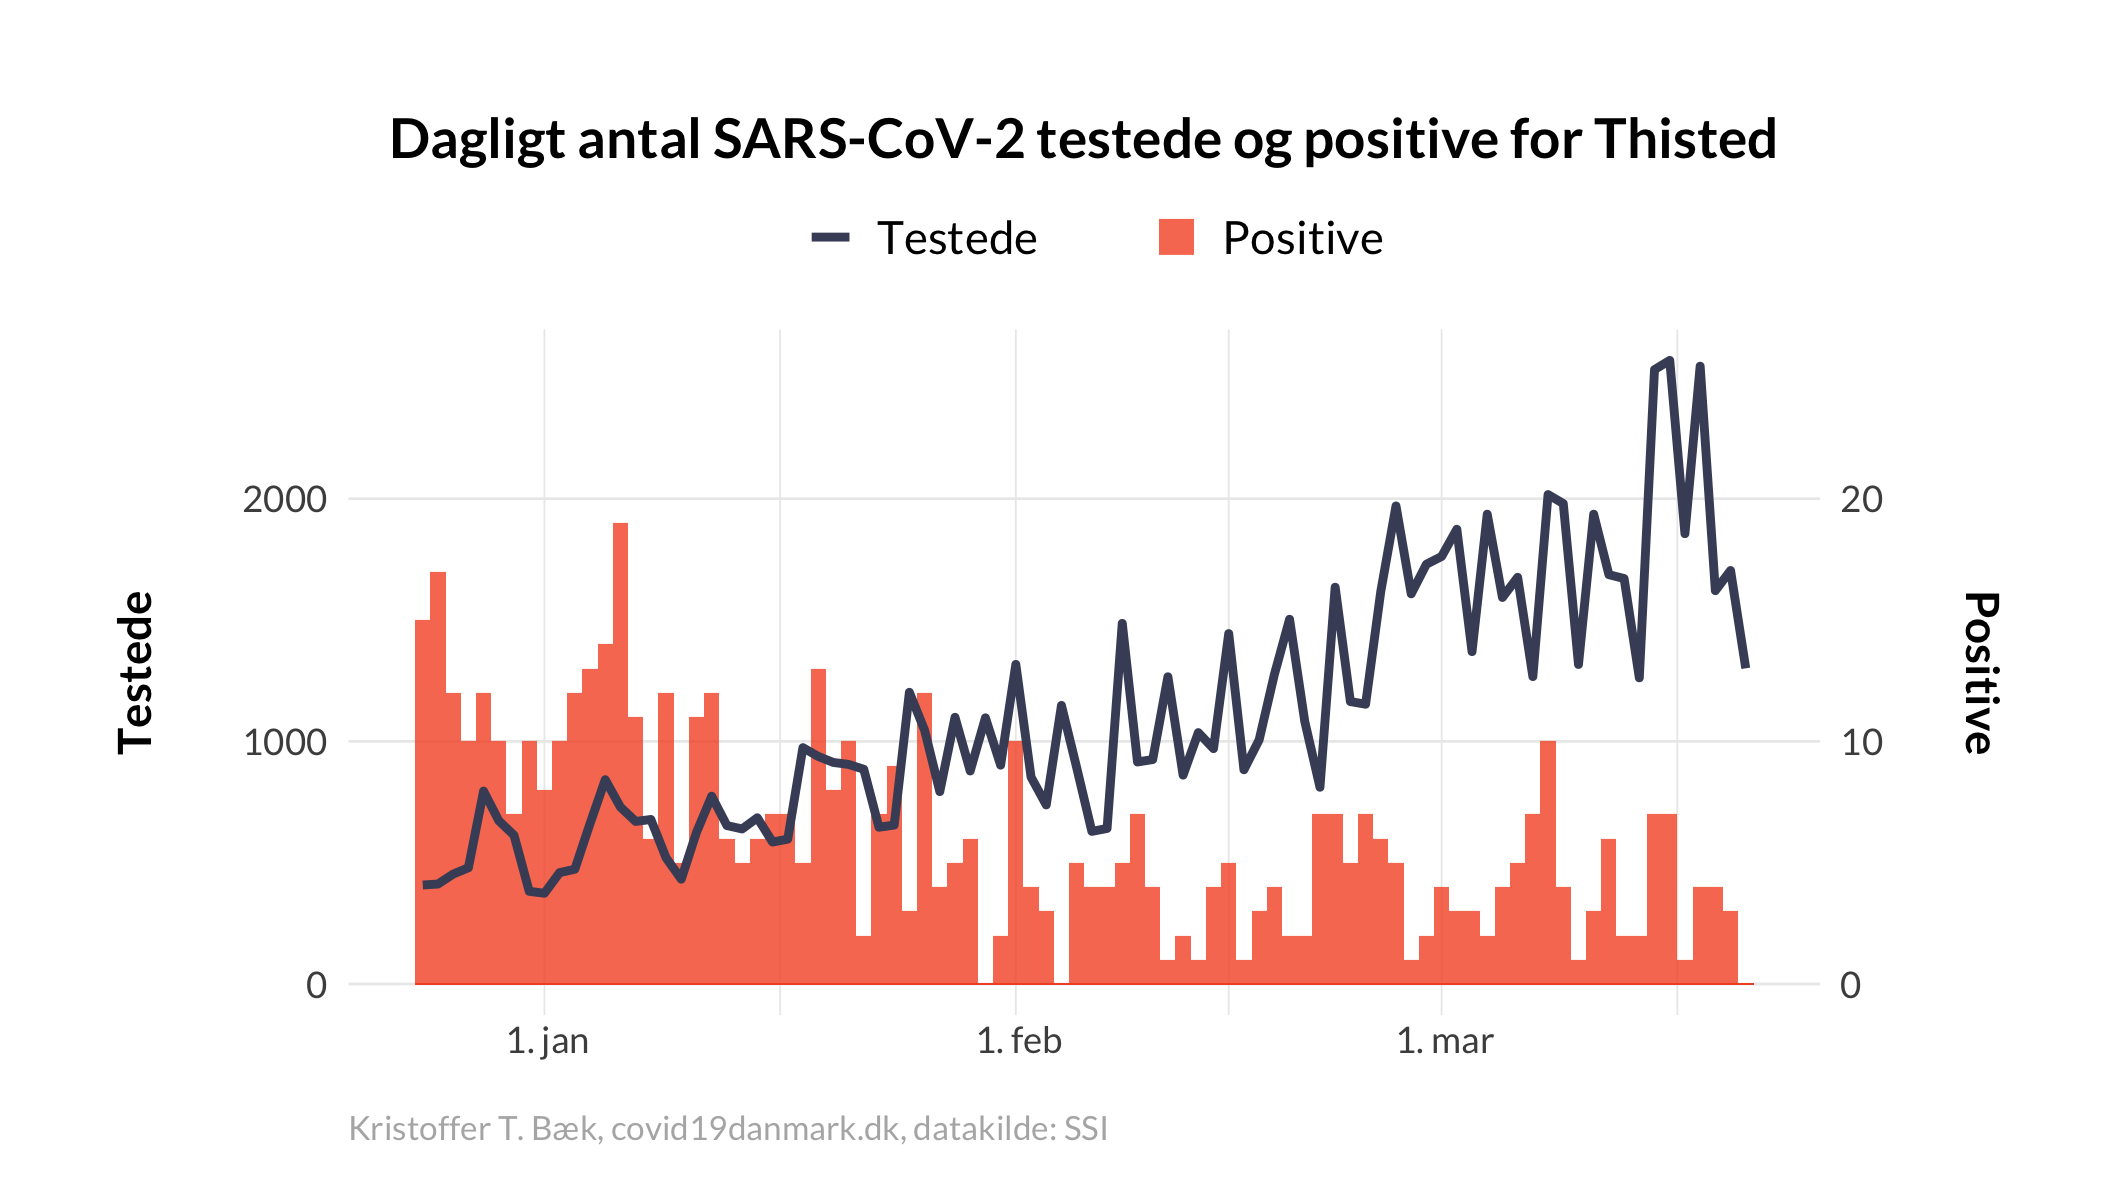 Dagligt antal SARS-CoV-2 testede og positive for Thisted
Testede
Positive
Testede
2000
1000
0
20
10
0
Positive
1. jan
1. feb
1. mar
Kristoffer T. Bæk, covid19danmark.dk, datakilde: SSI